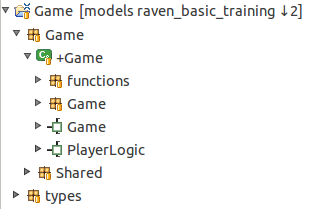 Game [models raven_basic_training ↓2]
Game
+Game
functions
Game
Game
PlayerLogic
Shared
types